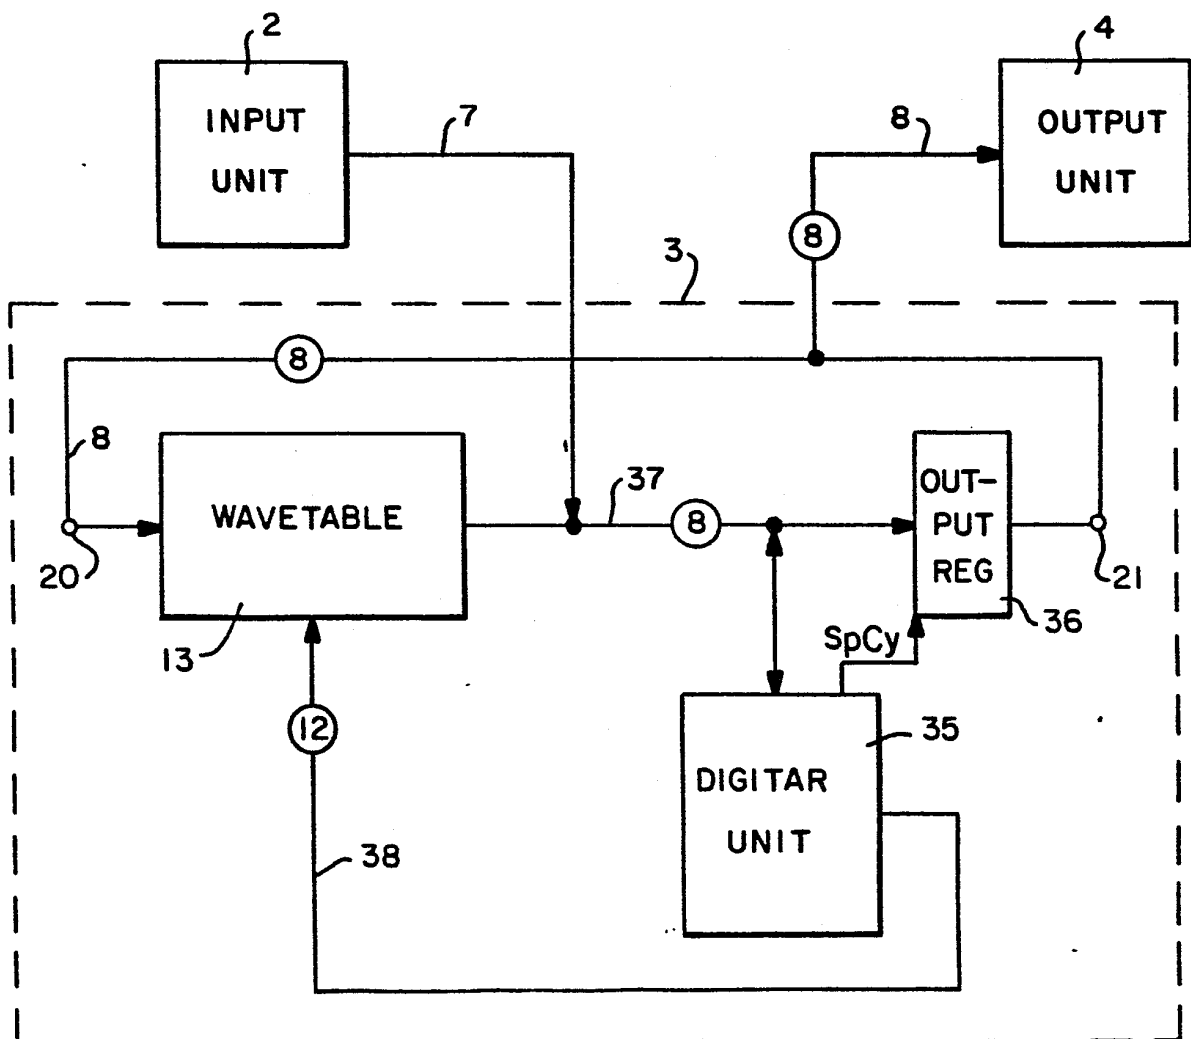 2
4
INPUT
UNIT
7
8
OUTPUT
UNIT
8
3
8
8
WAVETABLE
37
8
OUT-
PUT
REG
20
21
13
36
SpCy
12
35
DIGITAR
UNIT
38